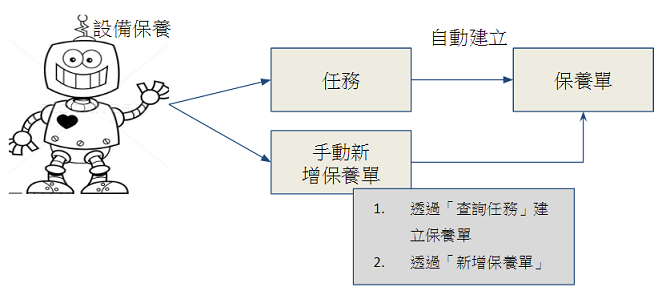 設備保養
自動建立
任務
保養單
手動新
增保養單
1. 透過「查詢任務」建
立保養單
2. 透過「新增保養單」